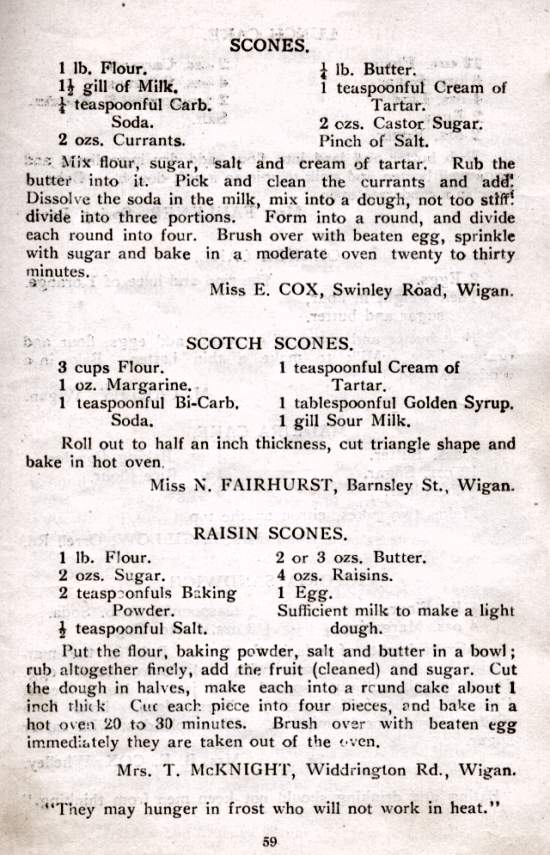 SCONES.
1 lb. Flour.
1½ gill of Milk.
¼ teaspoonful Carb.
Soda.
2 ozs. Currants.
¼ lb. Butter.
1 teaspoonful Cream of
Tartar.
2 ozs. Castor Sugar.
Pinch of Salt.
Mix flour, sugar, salt and cream of tartar. Rub the
butter into it. Pick and clean the currants and add.
Dissolve the soda in the milk, mix into a dough, not too stiff;
divide into three portions. Form into a round, and divide
each round into four. Brush over with beaten egg, sprinkle
with sugar and bake in a moderate oven twenty to thirty
minutes.
Miss E. COX, Swinley Road, Wigan.
SCOTCH SCONES.
3 cups Flour.
1 oz. Margarine.
1 teaspoonful Bi-Carb.
Soda.
1 teaspoonful Cream of
Tartar.
1 tablespoonful Golden Syrup.
1 gill Sour Milk.
Roll out to half an inch thickness, cut triangle shape and
bake in hot oven.
Miss N. FAIRHURST, Barnsley St., Wigan.
RAISIN SCONES.
1 lb. Flour.
2 ozs. Sugar.
2 teaspoonfuls Baking
Powder.
½ teaspoonful Salt.
2 or 3 ozs. Butter.
4 ozs. Raisins.
1 Egg.
Sufficient milk to make a light
dough.
Put the flour, baking powder, salt and butter in a bowl;
rub altogether finely, add the fruit (cleaned) and sugar. Cut
the dough in halves, make each into a round cake about 1
inch thick Cut each piece into four pieces, and bake in a
hot oven 20 to 30 minutes. Brush over with beaten egg
immediately they are taken out of the oven.
Mrs. T. McKNIGHT, Widdrington Rd., Wigan.
"They may hunger in frost who will not work in heat."
59